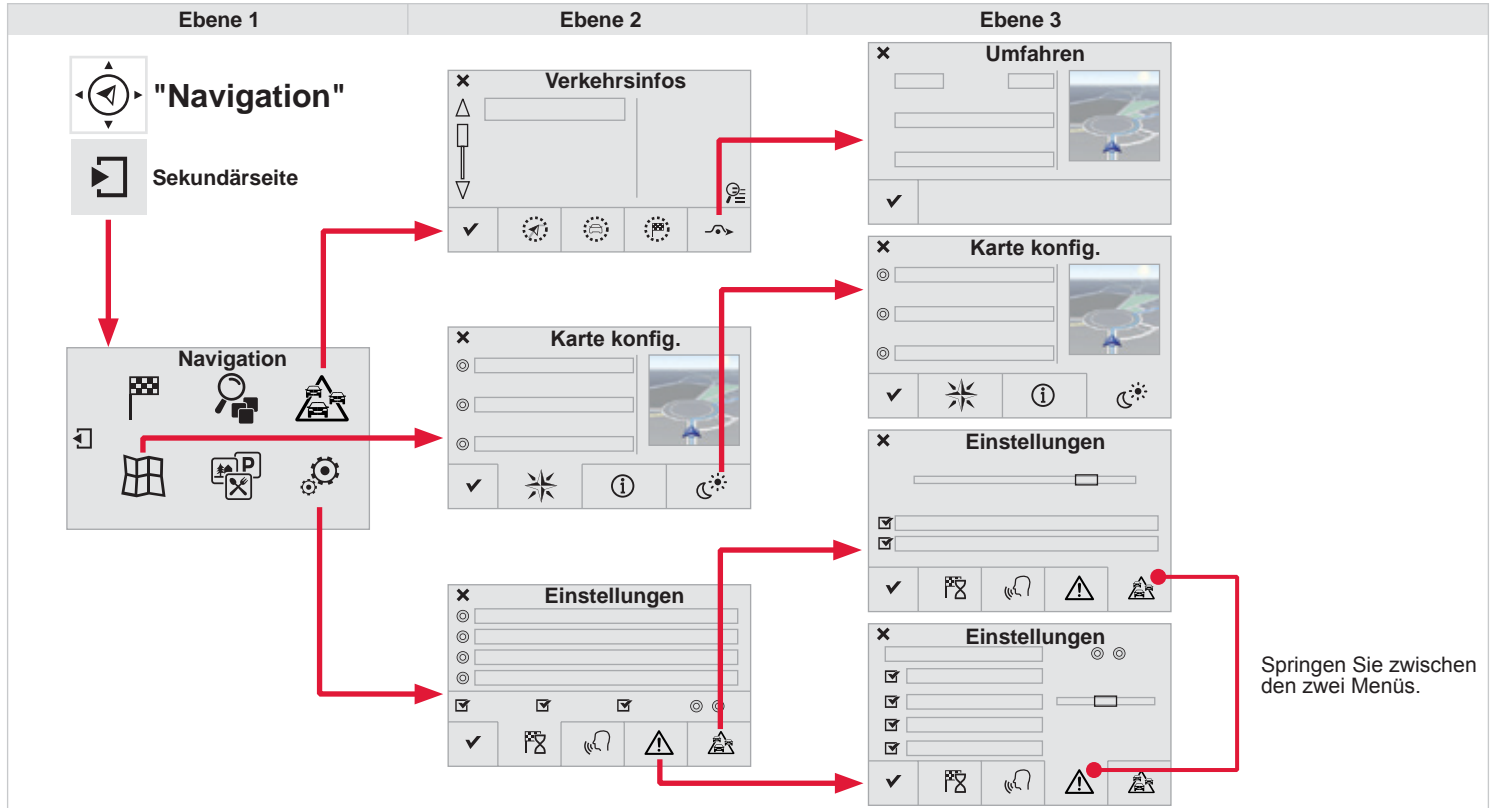 Ebene 1
Ebene 2
Ebene 3
"Navigation"
Sekundärseite
Navigation
Verkehrsinfos
Karte konfig.
Einstellungen
Umfahren
Karte konfig.
Einstellungen
Einstellungen
Springen Sie zwischen
den zwei Menüs.
P